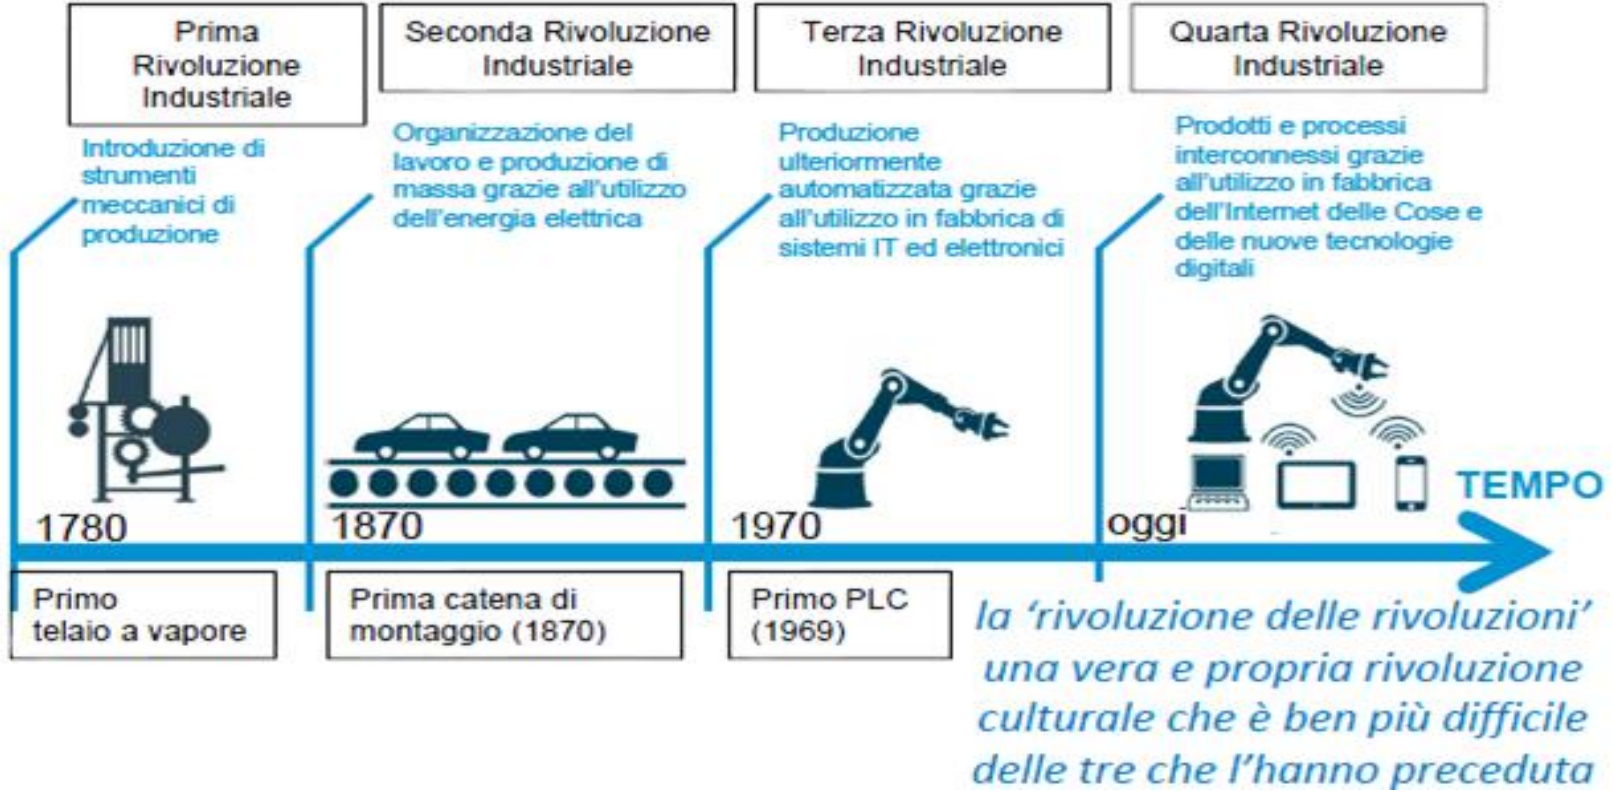 Prima
Rivoluzione
Industriale
Introduzione di
strumenti
meccanici di
produzione
Seconda Rivoluzione
Industriale
Organizzazione del
lavoro e produzione di
massa grazie all'utilizzo
dell'energia elettrica
Terza Rivoluzione
Industriale
Produzione
ulteriormente
automatizzata grazie
all'utilizzo in fabbrica di
sistemi IT ed elettronici
Quarta Rivoluzione
Industriale
Prodotti e processi
interconnessi grazie
all'utilizzo in fabbrica
dell'Internet delle Cose e
delle nuove tecnologie
digitali
1780
1870
1970
oggi
TEMPO
Primo
telaio a vapore
Prima catena di
montaggio (1870)
Primo PLC
(1969)
la ‘rivoluzione delle rivoluzioni’
una vera e propria rivoluzione
culturale che è ben più difficile
delle tre che l’hanno preceduta